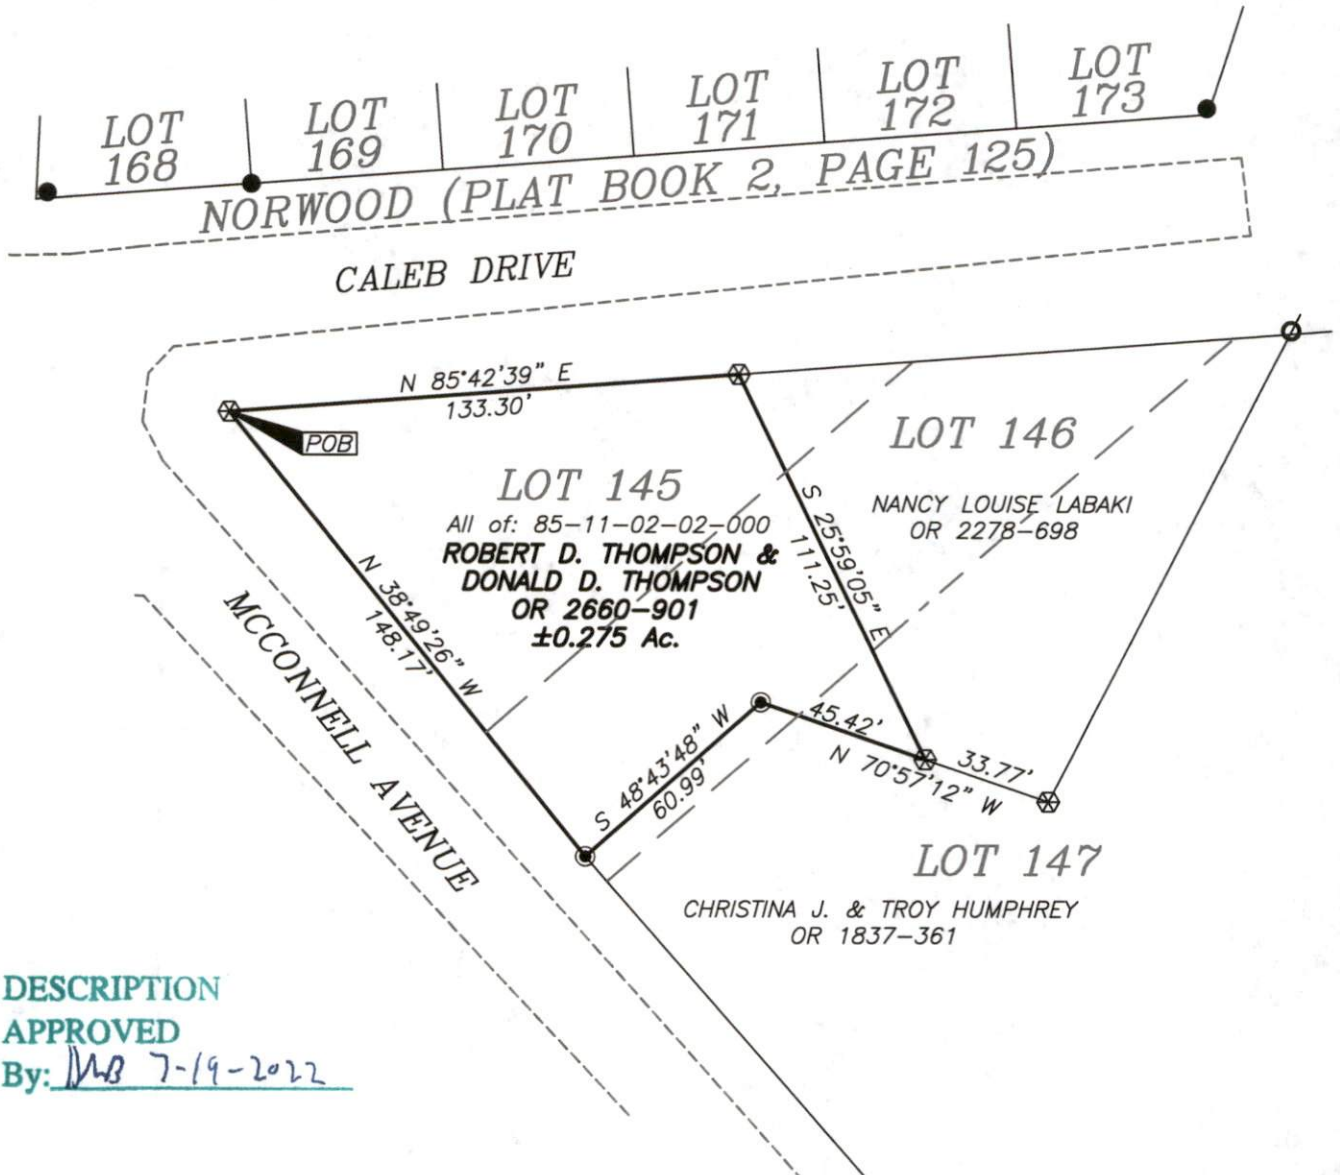 LOT
168
LOT
169
LOT
170
LOT
171
LOT
172
LOT
173
NORWOOD (PLAT BOOK 2, PAGE 125)
CALEB DRIVE
N 85°42'39" E
133.30'
POB
LOT 145
All of: 85-11-02-02-000
ROBERT D. THOMPSON &
DONALD D. THOMPSON
OR 2660-901
±0.275 Ac.
LOT 146
NANCY LOUISE LABAKI
OR 2278-698
S 25°59'05" E
111.25'
N 38°49'26" W
148.17'
MCCONNELL AVENUE
S 48°43'48" W
60.99'
45.42'
33.77'
N 70°57'12" W
LOT 147
CHRISTINA J. & TROY HUMPHREY
OR 1837-361
DESCRIPTION
APPROVED
By: 7-19-2022